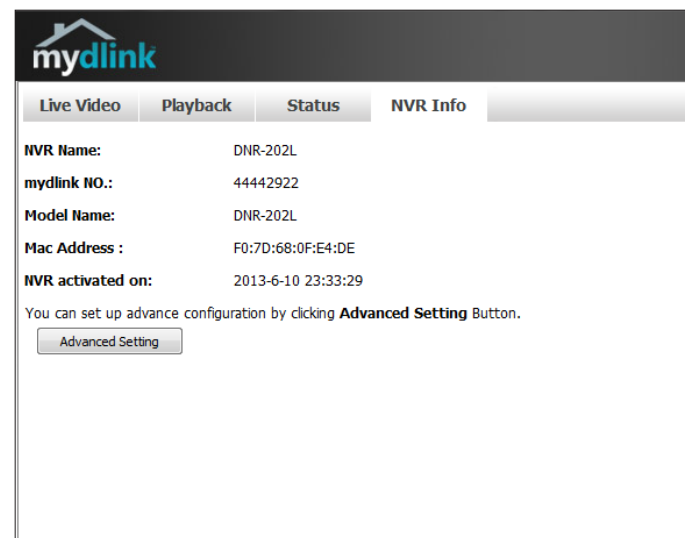 mydlink
Live Video Playback Status NVR Info
NVR Name: DNR-202L
mydlink NO.: 44442922
Model Name: DNR-202L
Mac Address : F0:7D:68:0F:E4:DE
NVR activated on: 2013-6-10 23:33:29
You can set up advance configuration by clicking Advanced Setting Button.
Advanced Setting